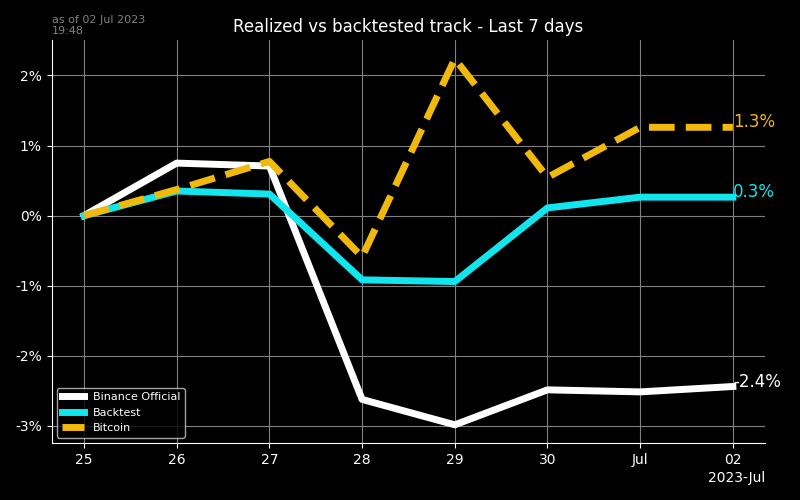 as of 02 Jul 2023
19:48
Realized vs backtested track - Last 7 days
2%
1%
0%
-1%
-2%
-3%
1.3%
0.3%
-2.4%
Binance Official
Backtest
Bitcoin
25 26 27 28 29 30 Jul 02
2023-Jul